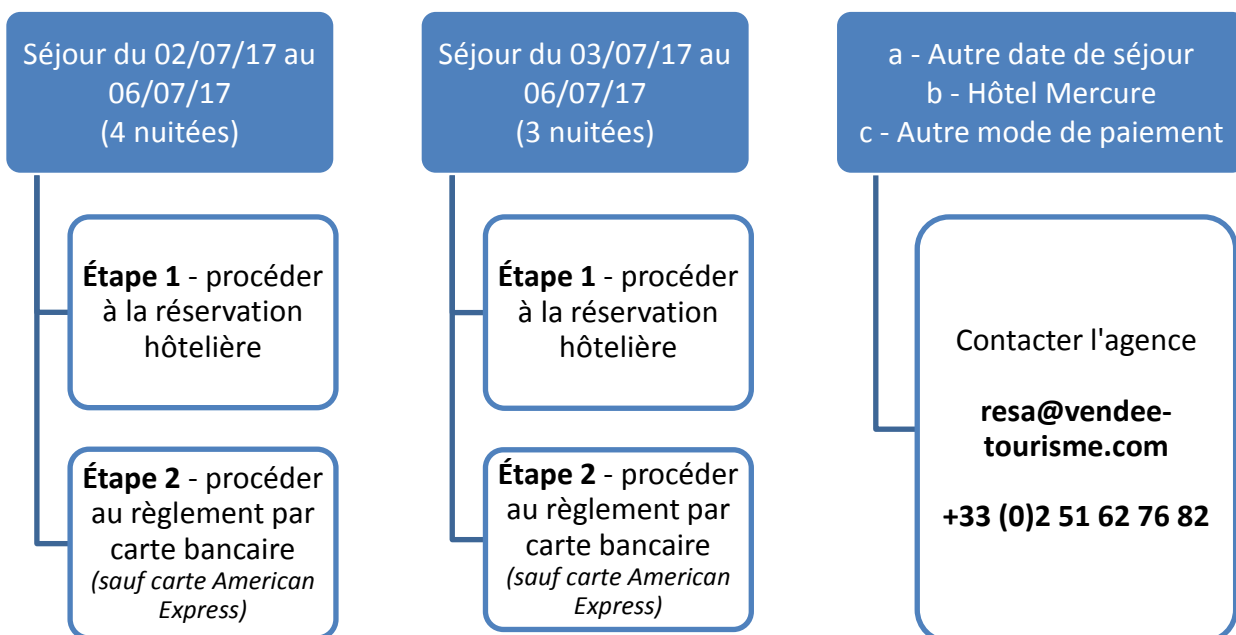 Séjour du 02/07/17 au
06/07/17
(4 nuitées)
Étape 1 - procéder
à la réservation
hôtelière
Étape 2 - procéder
au règlement par
carte bancaire
(sauf carte American
Express)
Séjour du 03/07/17 au
06/07/17
(3 nuitées)
Étape 1 - procéder
à la réservation
hôtelière
Étape 2 - procéder
au règlement par
carte bancaire
(sauf carte American
Express)
a - Autre date de séjour
b - Hôtel Mercure
c - Autre mode de paiement
Contacter l'agence
resa@vendee-
tourisme.com
+33 (0)2 51 62 76 82